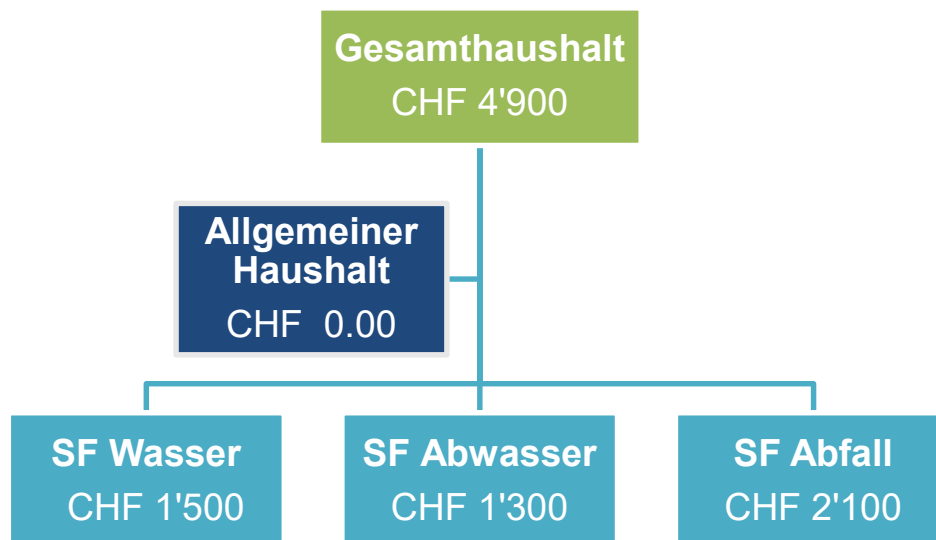 Gesamthaushalt
CHF 4'900
Allgemeiner
Haushalt
CHF 0.00
SF Wasser
CHF 1'500
SF Abwasser
CHF 1'300
SF Abfall
CHF 2'100